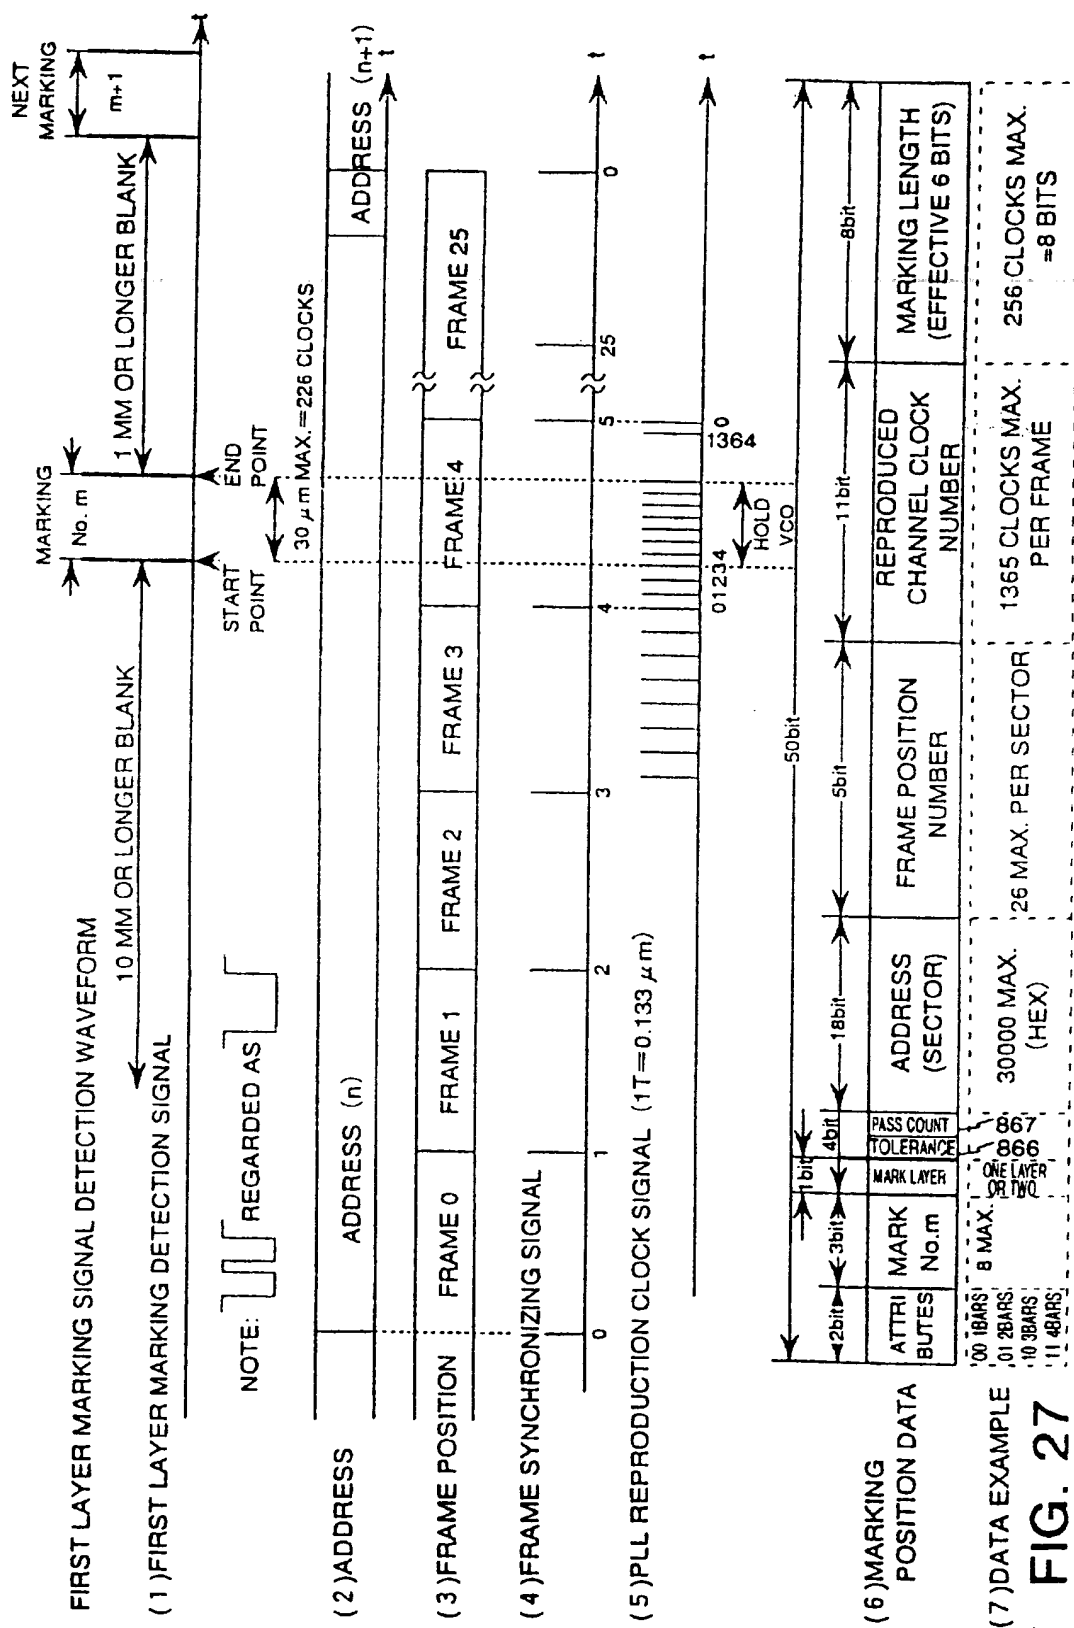 FIRST LAYER MARKING SIGNAL DETECTION WAVEFORM
(1)FIRST LAYER MARKING DETECTION SIGNAL
10 MM OR LONGER BLANK
MARKING
No. m
1 MM OR LONGER BLANK
NEXT
MARKING
m+1
t
START
POINT
END
POINT
NOTE:
REGARDED AS
30 μm MAX.=226 CLOCKS
(2)ADDRESS
ADDRESS (n)
ADDRESS (n+1)
t
(3)FRAME POSITION
FRAME 0
FRAME 1
FRAME 2
FRAME 3
FRAME 4
FRAME 25
(4)FRAME SYNCHRONIZING SIGNAL
0
1
2
3
4
5
25
0
t
(5)PLL REPRODUCTION CLOCK SIGNAL (1T=0.133 μm)
01234
HOLD
VCO
1364
0
t
50bit
1bit
2bit
3bit
4bit
18bit
5bit
11bit
8bit
(6)MARKING
POSITION DATA
ATTRI
BUTES
MARK
No.m
MARK LAYER
TOLERANCE
PASS COUNT
ADDRESS
(SECTOR)
FRAME POSITION
NUMBER
REPRODUCED
CHANNEL CLOCK
NUMBER
MARKING LENGTH
(EFFECTIVE 6 BITS)
(7)DATA EXAMPLE
00 1BARS
01 2BARS
10 3BARS
11 4BARS
8 MAX.
ONE LAYER
OR TWO
866
867
30000 MAX.
(HEX)
26 MAX. PER SECTOR
1365 CLOCKS MAX.
PER FRAME
256 CLOCKS MAX.
=8 BITS
FIG. 27